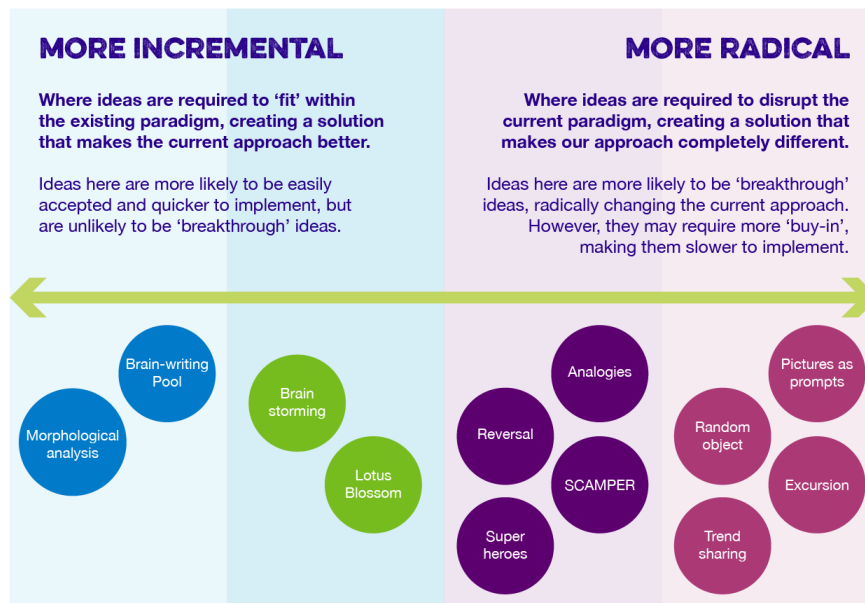 MORE INCREMENTAL
Where ideas are required to ‘fit’ within
the existing paradigm, creating a solution
that makes the current approach better.
Ideas here are more likely to be easily
accepted and quicker to implement, but
are unlikely to be ‘breakthrough’ ideas.
MORE RADICAL
Where ideas are required to disrupt the
current paradigm, creating a solution that
makes our approach completely different.
Ideas here are more likely to be ‘breakthrough’
ideas, radically changing the current approach.
However, they may require more ‘buy-in’,
making them slower to implement.
Brain-writing
Pool
Morphological
analysis
Brain
storming
Lotus
Blossom
Analogies
Reversal
SCAMPER
Super
heroes
Pictures as
prompts
Random
object
Excursion
Trend
sharing